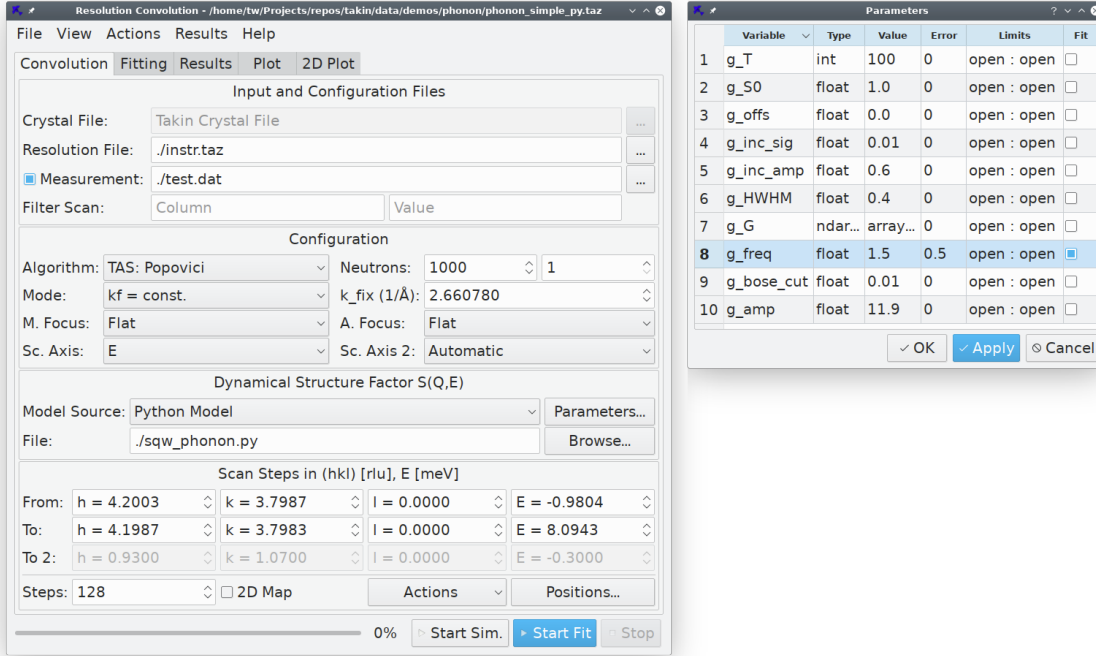 Resolution Convolution - /home/tw/Projects/repos/takin/data/demos/phonon/phonon_simple_py.taz
File View Actions Results Help
Convolution Fitting Results Plot 2D Plot
Input and Configuration Files
Crystal File: Takin Crystal File ...
Resolution File: ./instr.taz ...
Measurement: ./test.dat ...
Filter Scan: Column Value
Configuration
Algorithm: TAS: Popovici Neutrons: 1000 1
Mode: kf = const. k_fix (1/Å): 2.660780
M. Focus: Flat A. Focus: Flat
Sc. Axis: E Sc. Axis 2: Automatic
Dynamical Structure Factor S(Q,E)
Model Source: Python Model Parameters...
File: ./sqw_phonon.py Browse...
Scan Steps in (hkl) [rlu], E [meV]
From: h = 4.2003 k = 3.7987 l = 0.0000 E = -0.9804
To: h = 4.1987 k = 3.7983 l = 0.0000 E = 8.0943
To 2: h = 0.9300 k = 1.0700 l = 0.0000 E = -0.3000
Steps: 128 2D Map Actions Positions...
0% Start Sim. Start Fit Stop
Parameters
Variable Type Value Error Limits Fit
1 g_T int 100 0 open : open
2 g_S0 float 1.0 0 open : open
3 g_offs float 0.0 0 open : open
4 g_inc_sig float 0.01 0 open : open
5 g_inc_amp float 0.6 0 open : open
6 g_HWHM float 0.4 0 open : open
7 g_G ndar... array... 0 open : open
8 g_freq float 1.5 0.5 open : open
9 g_bose_cut float 0.01 0 open : open
10 g_amp float 11.9 0 open : open
OK Apply Cancel